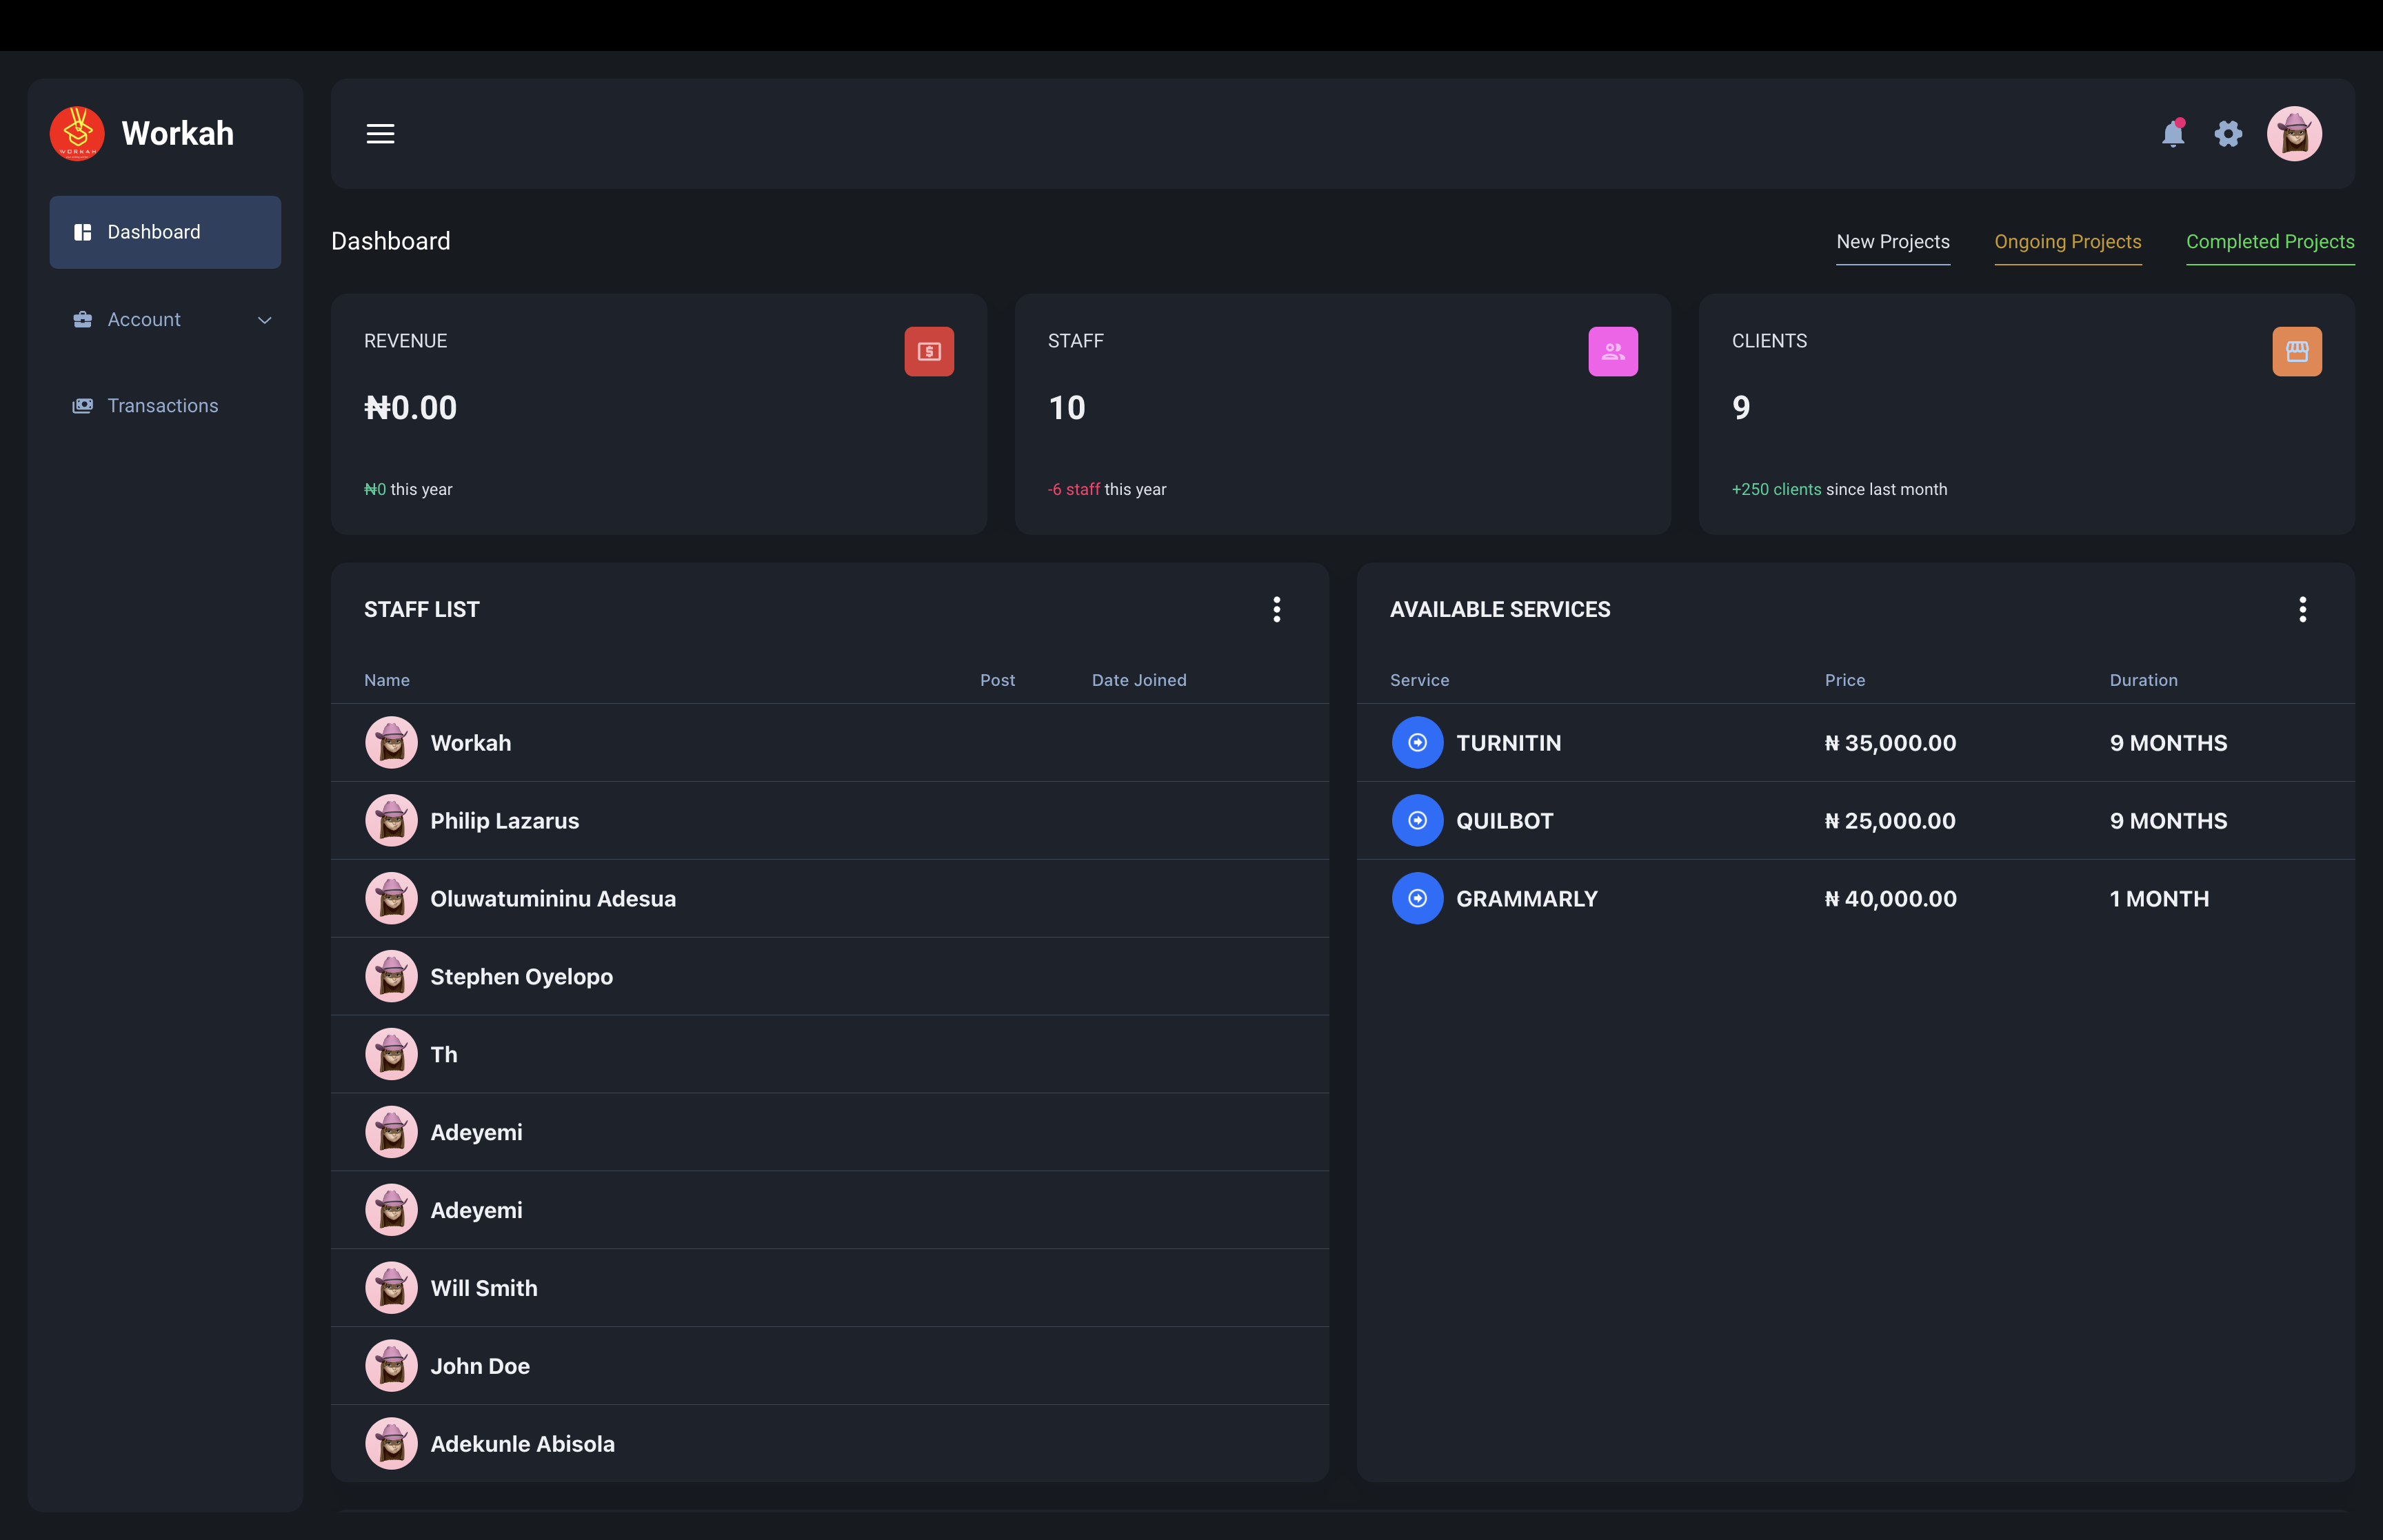 WORKAH
Workah
Dashboard
Account
Transactions
Dashboard
New Projects
Ongoing Projects
Completed Projects
REVENUE
₦0.00
₦0 this year
STAFF
10
-6 staff this year
CLIENTS
9
+250 clients since last month
STAFF LIST
Name Post Date Joined
Workah
Philip Lazarus
Oluwatumininu Adesua
Stephen Oyelopo
Th
Adeyemi
Adeyemi
Will Smith
John Doe
Adekunle Abisola
AVAILABLE SERVICES
Service Price Duration
TURNITIN ₦ 35,000.00 9 MONTHS
QUILBOT ₦ 25,000.00 9 MONTHS
GRAMMARLY ₦ 40,000.00 1 MONTH